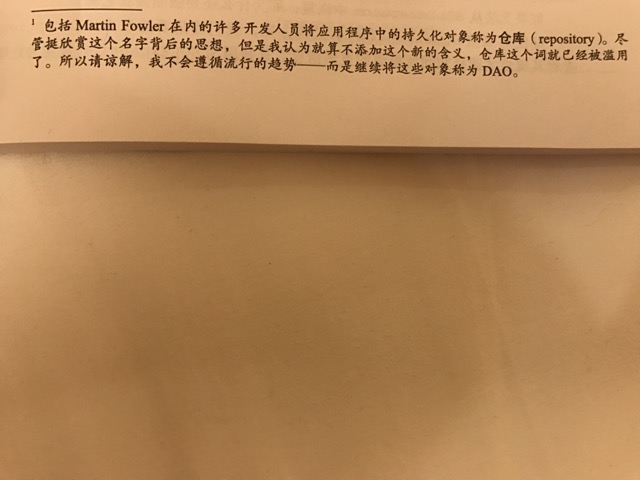 1 包括 Martin Fowler 在内的许多开发人员将应用程序中的持久化对象称为仓库（repository）。尽
管挺欣赏这个名字背后的思想，但是我认为就算不添加这个新的含义，仓库这个词就已经被滥用
了。所以请谅解，我不会遵循流行的趋势——而是继续将这些对象称为 DAO。